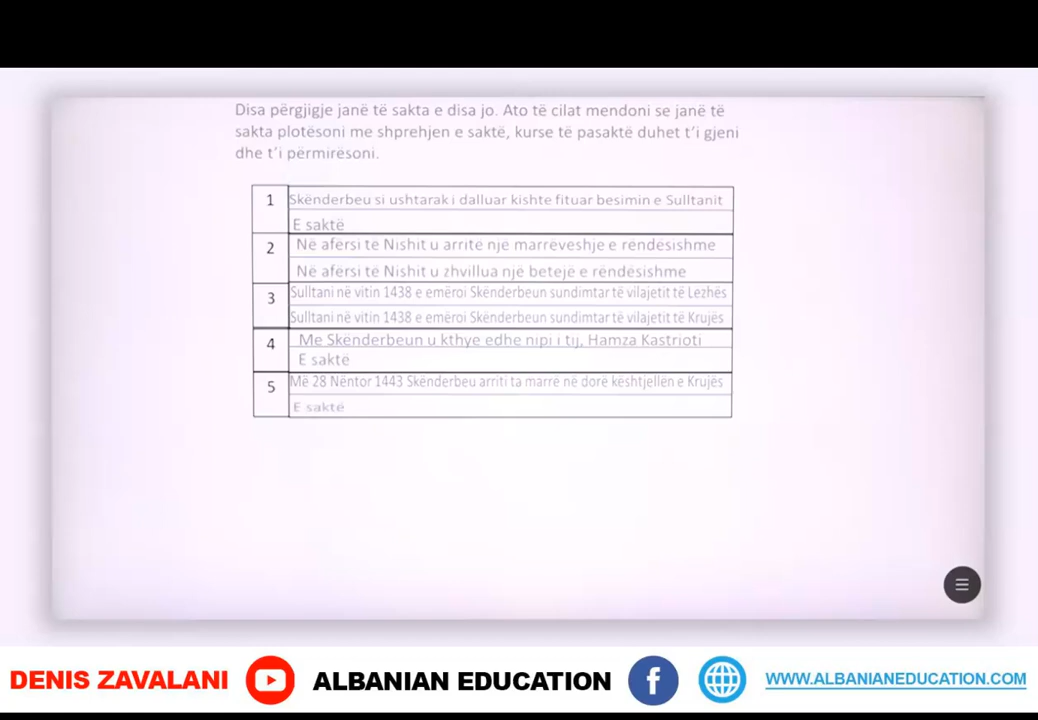 Disa përgjigje janë të sakta e disa jo. Ato të cilat mendoni se janë të
sakta plotësoni me shprehjen e saktë, kurse të pasaktë duhet t'i gjeni
dhe t'i përmirësoni.
1 Skënderbeu si ushtarak i dalluar kishte fituar besimin e Sulltanit
E saktë
2 Në afërsi të Nishit u arritë një marrëveshje e rëndësishme
Në afërsi të Nishit u zhvillua një betejë e rëndësishme
3 Sulltani në vitin 1438 e emëroi Skënderbeun sundimtar të vilajetit të Lezhës
Sulltani në vitin 1438 e emëroi Skënderbeun sundimtar të vilajetit të Krujës
4 Me Skënderbeun u kthye edhe nipi i tij, Hamza Kastrioti
E saktë
5 Më 28 Nëntor 1443 Skënderbeu arriti ta marrë në dorë kështjellën e Krujës
E saktë
DENIS ZAVALANI ALBANIAN EDUCATION WWW.ALBANIANEDUCATION.COM